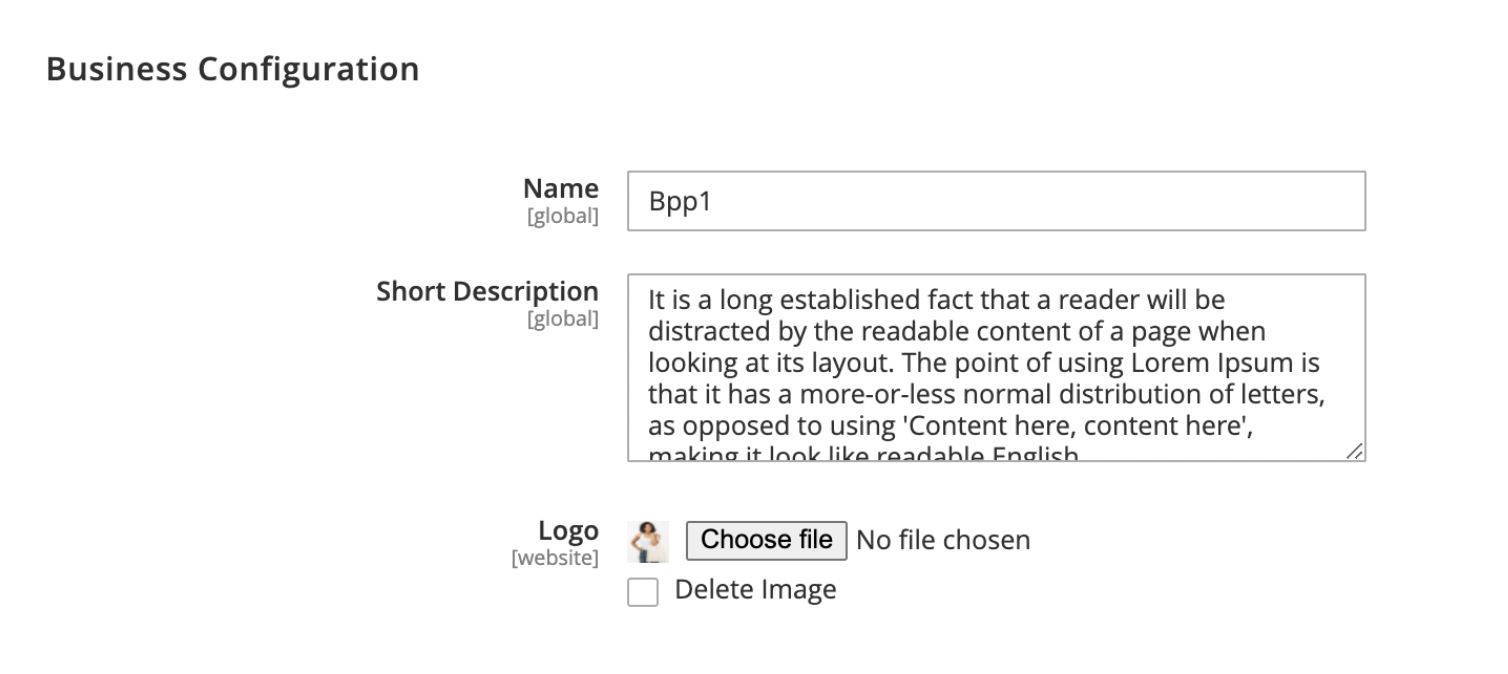 Business Configuration
Name
[global]
Bpp1
Short Description
[global]
It is a long established fact that a reader will be
distracted by the readable content of a page when
looking at its layout. The point of using Lorem Ipsum is
that it has a more-or-less normal distribution of letters,
as opposed to using 'Content here, content here',
making it look like readable English
Logo
[website]
Choose file No file chosen
Delete Image